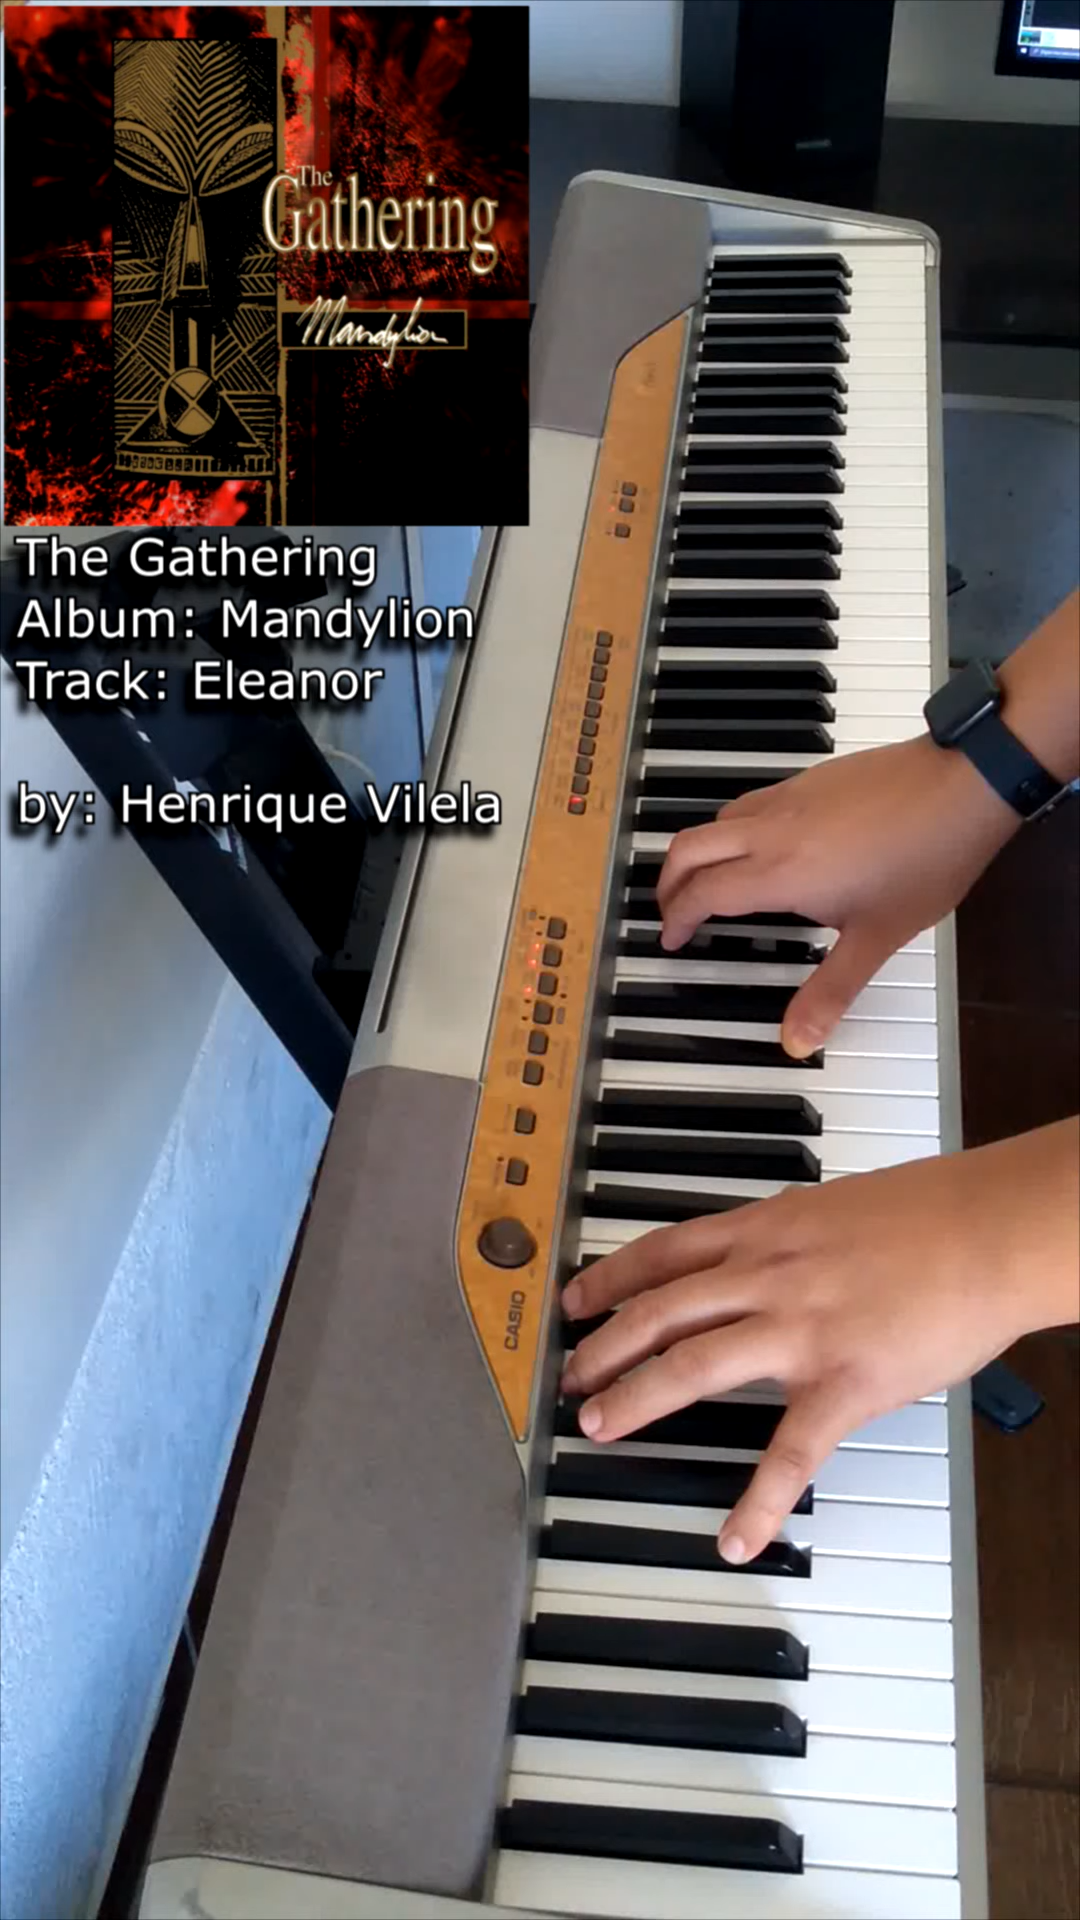 The
Gathering
Mandylion
The Gathering
Album: Mandylion
Track: Eleanor
by: Henrique Vilela
CASIO